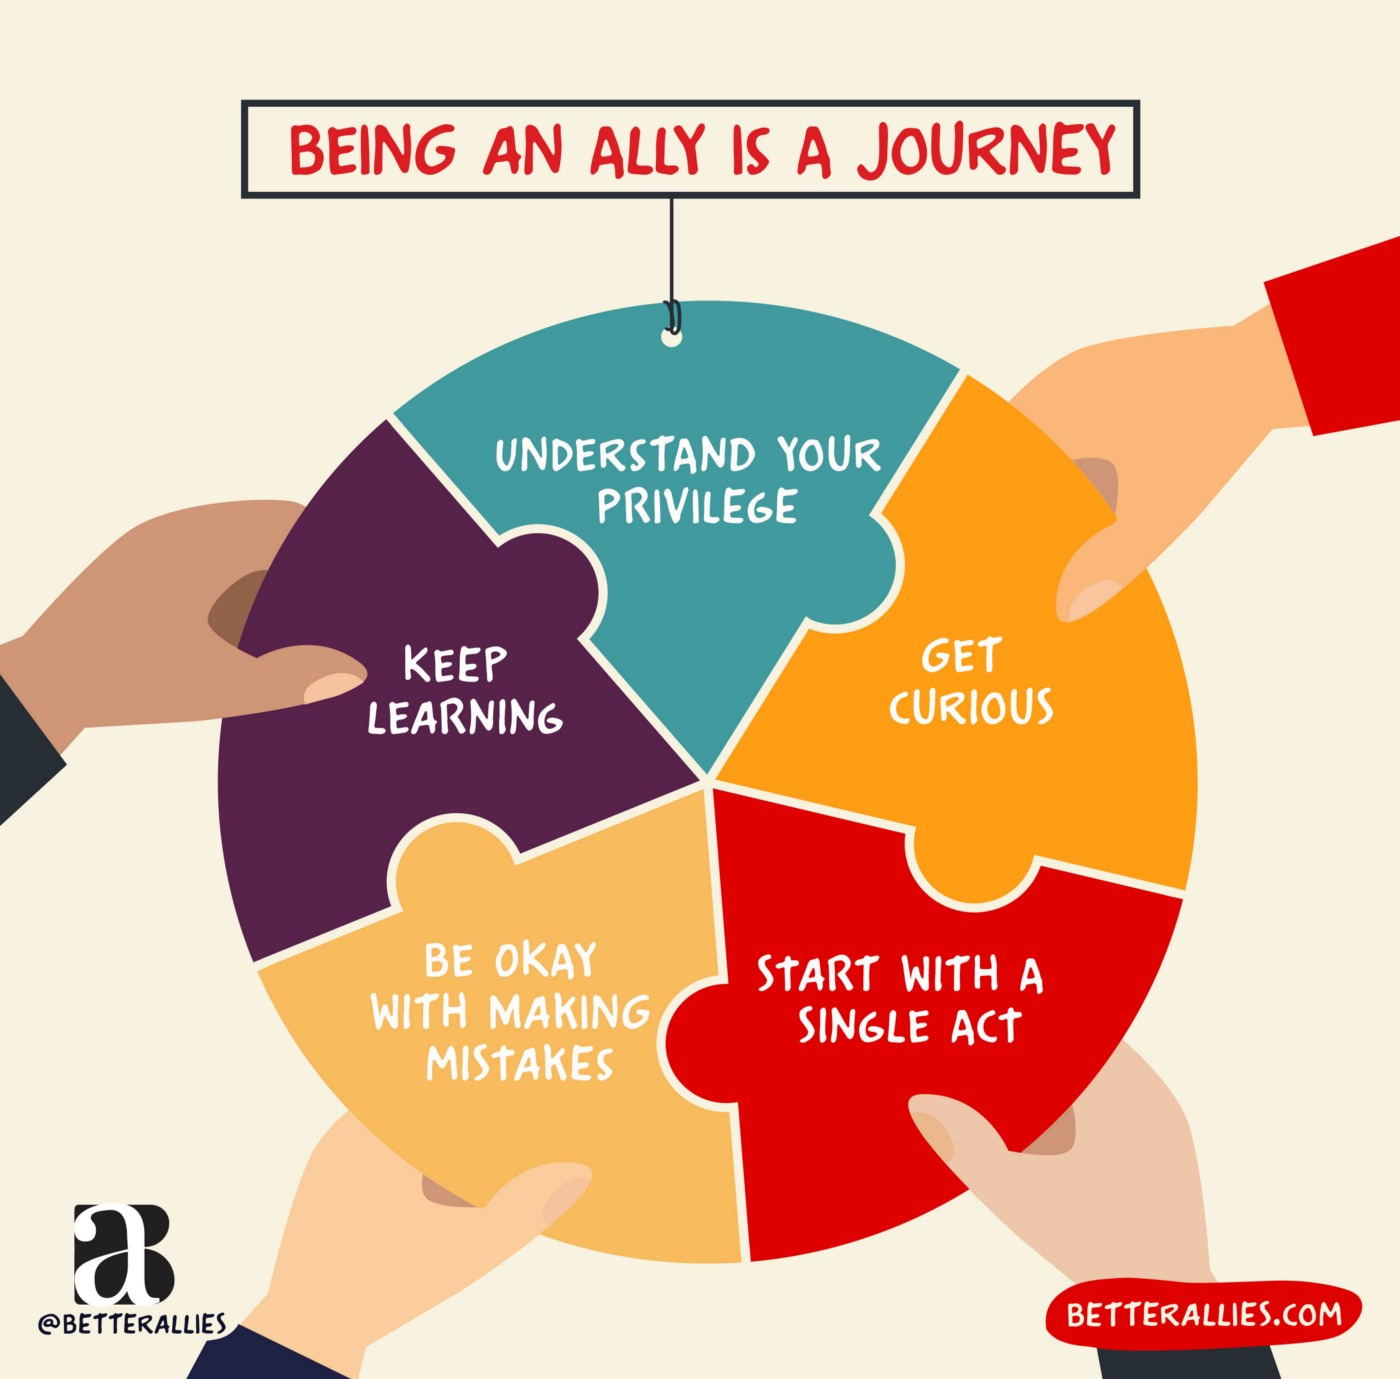 BEING AN ALLY IS A JOURNEY
UNDERSTAND YOUR
PRIVILEGE
GET
CURIOUS
START WITH A
SINGLE ACT
BE OKAY
WITH MAKING
MISTAKES
KEEP
LEARNING
aB
@BETTERALLIES
BETTERALLIES.COM